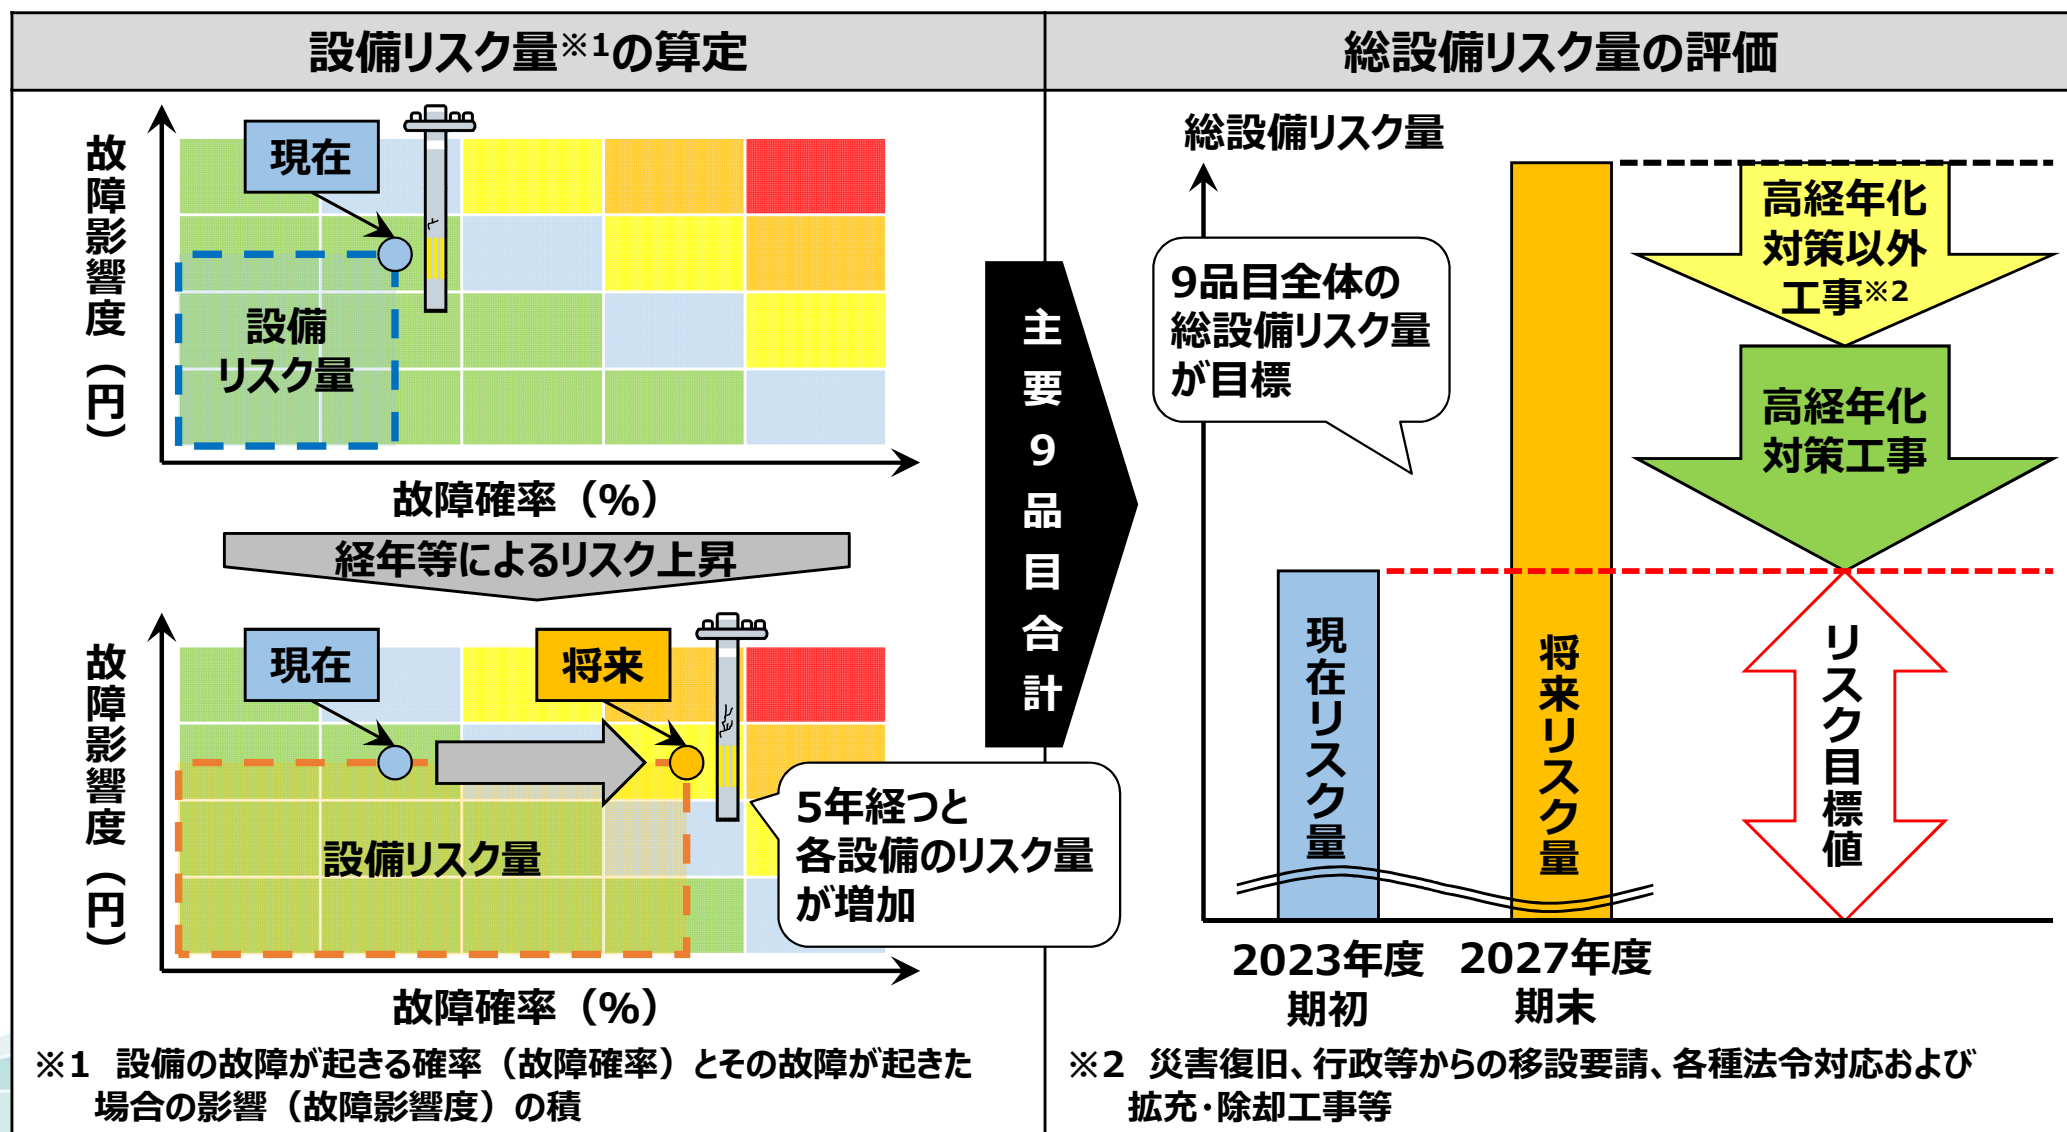 設備リスク量※1の算定
故障影響度（円）
現在
設備
リスク量
故障確率（%）
経年等によるリスク上昇
故障影響度（円）
現在
将来
設備リスク量
5年経つと
各設備のリスク量
が増加
故障確率（%）
※1 設備の故障が起きる確率（故障確率）とその故障が起きた
場合の影響（故障影響度）の積
主要9品目合計
総設備リスク量の評価
総設備リスク量
9品目全体の
総設備リスク量
が目標
高経年化
対策以外
工事※2
高経年化
対策工事
現在リスク量
将来リスク量
リスク目標値
2023年度
期初
2027年度
期末
※2 災害復旧、行政等からの移設要請、各種法令対応および
拡充・除却工事等